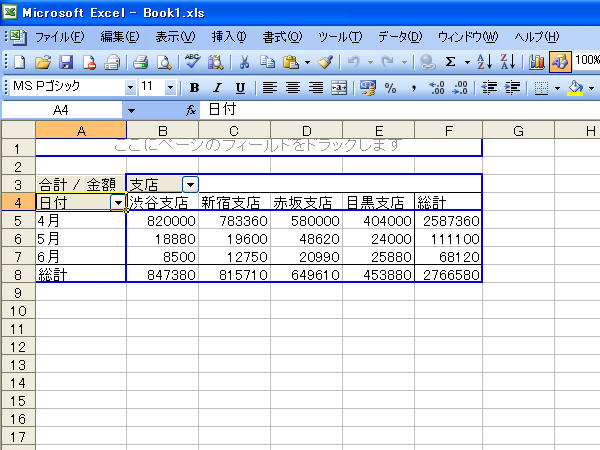 Microsoft Excel - Book1.xls
ファイル(F) 編集(E) 表示(V) 挿入(I) 書式(O) ツール(T) データ(D) ウィンドウ(W) ヘルプ(H)
100%
MS Pゴシック 11 B I U
A4 fx 日付
A B C D E F G H
1 ここにページのフィールドをドラックします
2
3 合計 / 金額 支店
4 日付 渋谷支店 新宿支店 赤坂支店 目黒支店 総計
5 4月 820000 783360 580000 404000 2587360
6 5月 18880 19600 48620 24000 111100
7 6月 8500 12750 20990 25880 68120
8 総計 847380 815710 649610 453880 2766580
9
10
11
12
13
14
15
16
17